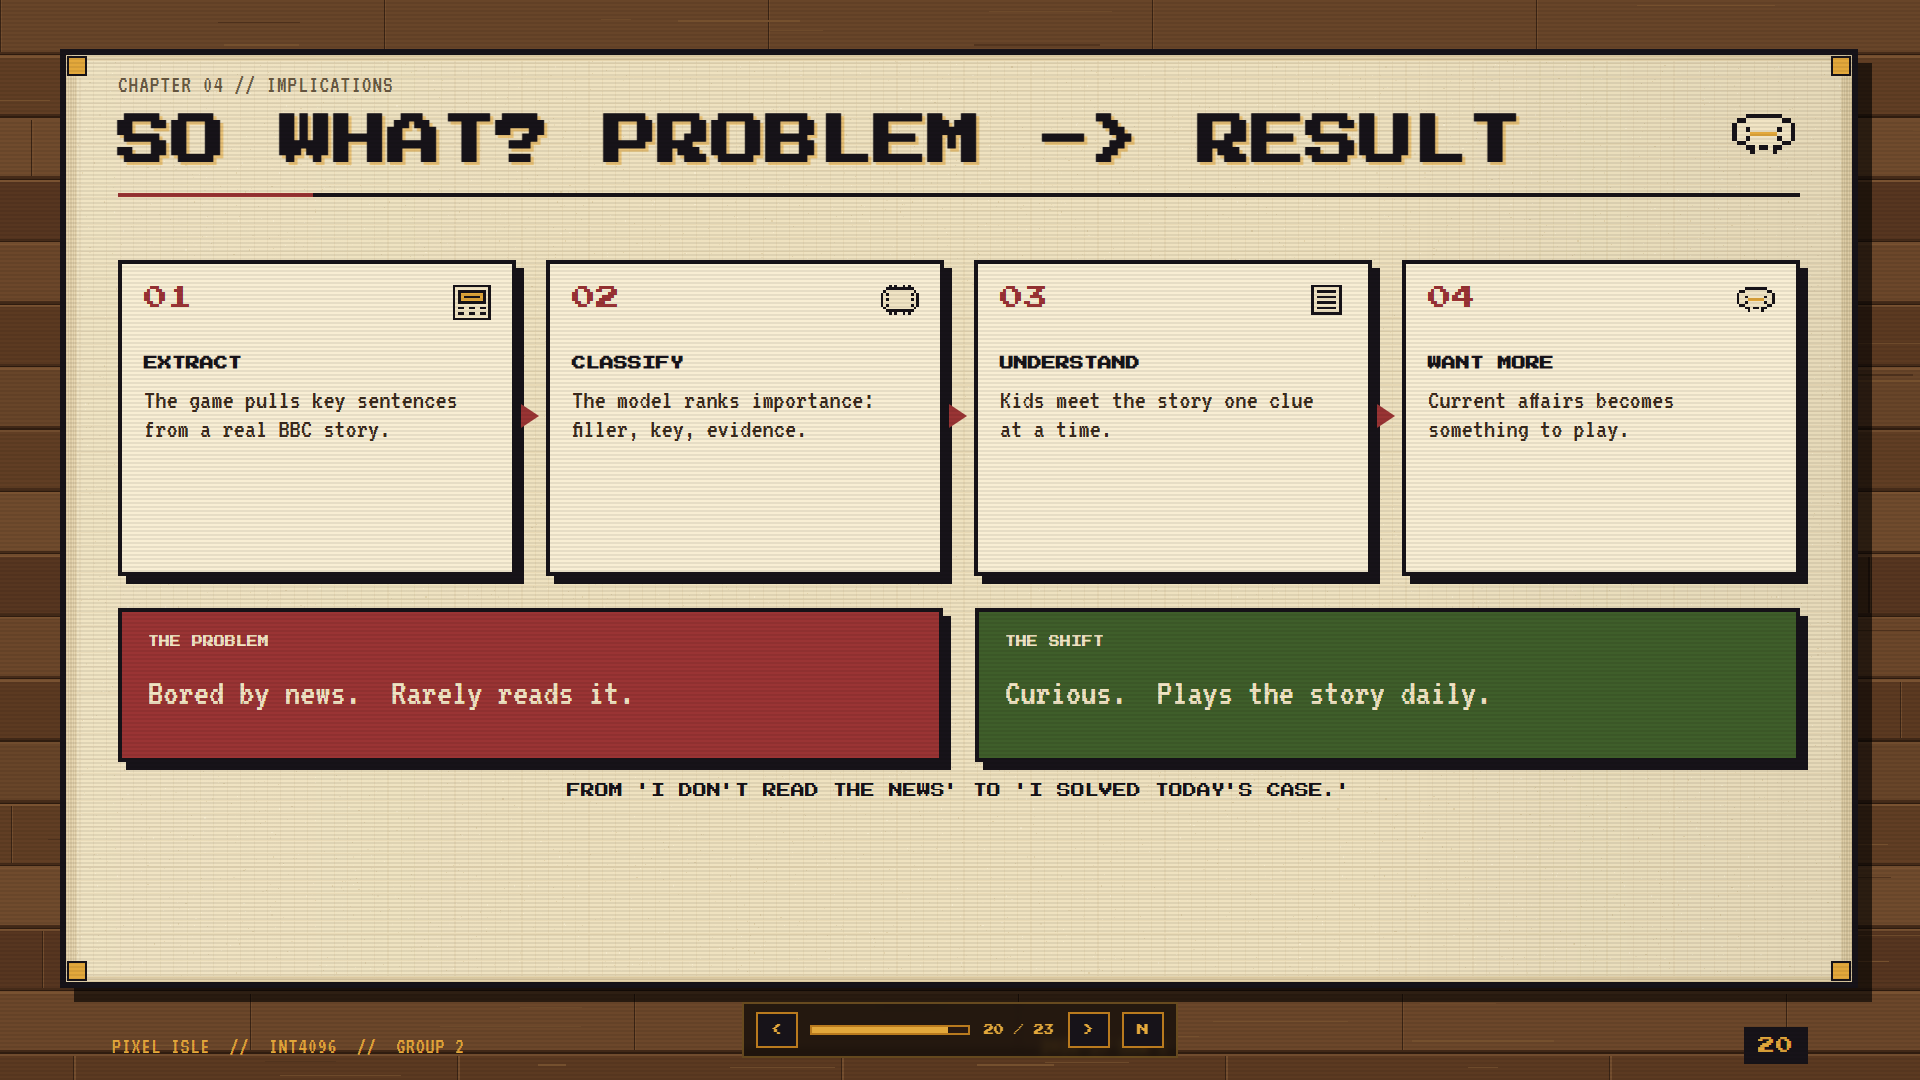 CHAPTER 04 // IMPLICATIONS
SO WHAT? PROBLEM -> RESULT
01
EXTRACT
The game pulls key sentences
from a real BBC story.
02
CLASSIFY
The model ranks importance:
filler, key, evidence.
03
UNDERSTAND
Kids meet the story one clue
at a time.
04
WANT MORE
Current affairs becomes
something to play.
THE PROBLEM
Bored by news. Rarely reads it.
THE SHIFT
Curious. Plays the story daily.
FROM 'I DON'T READ THE NEWS' TO 'I SOLVED TODAY'S CASE.'
PIXEL ISLE // INT4096 // GROUP 2
< 20 / 23 > N
20